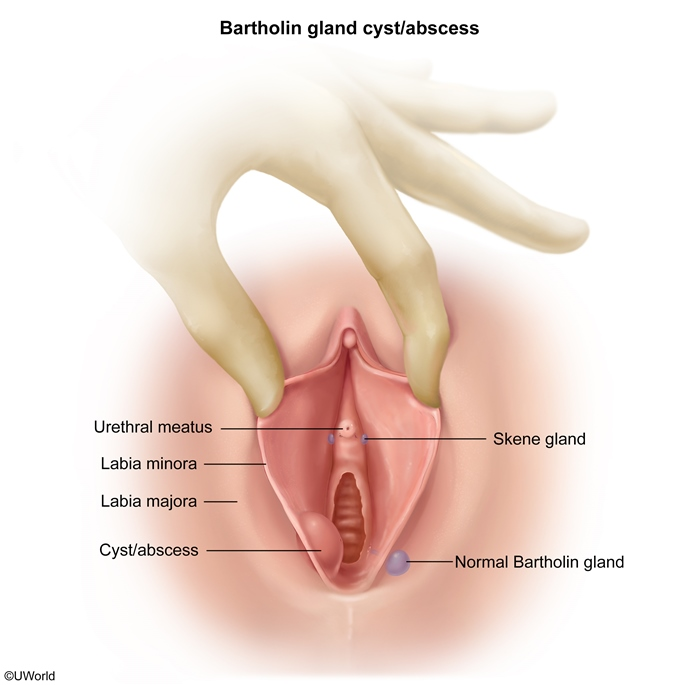 Bartholin gland cyst/abscess
Urethral meatus
Skene gland
Labia minora
Labia majora
Cyst/abscess
Normal Bartholin gland
©UWorld